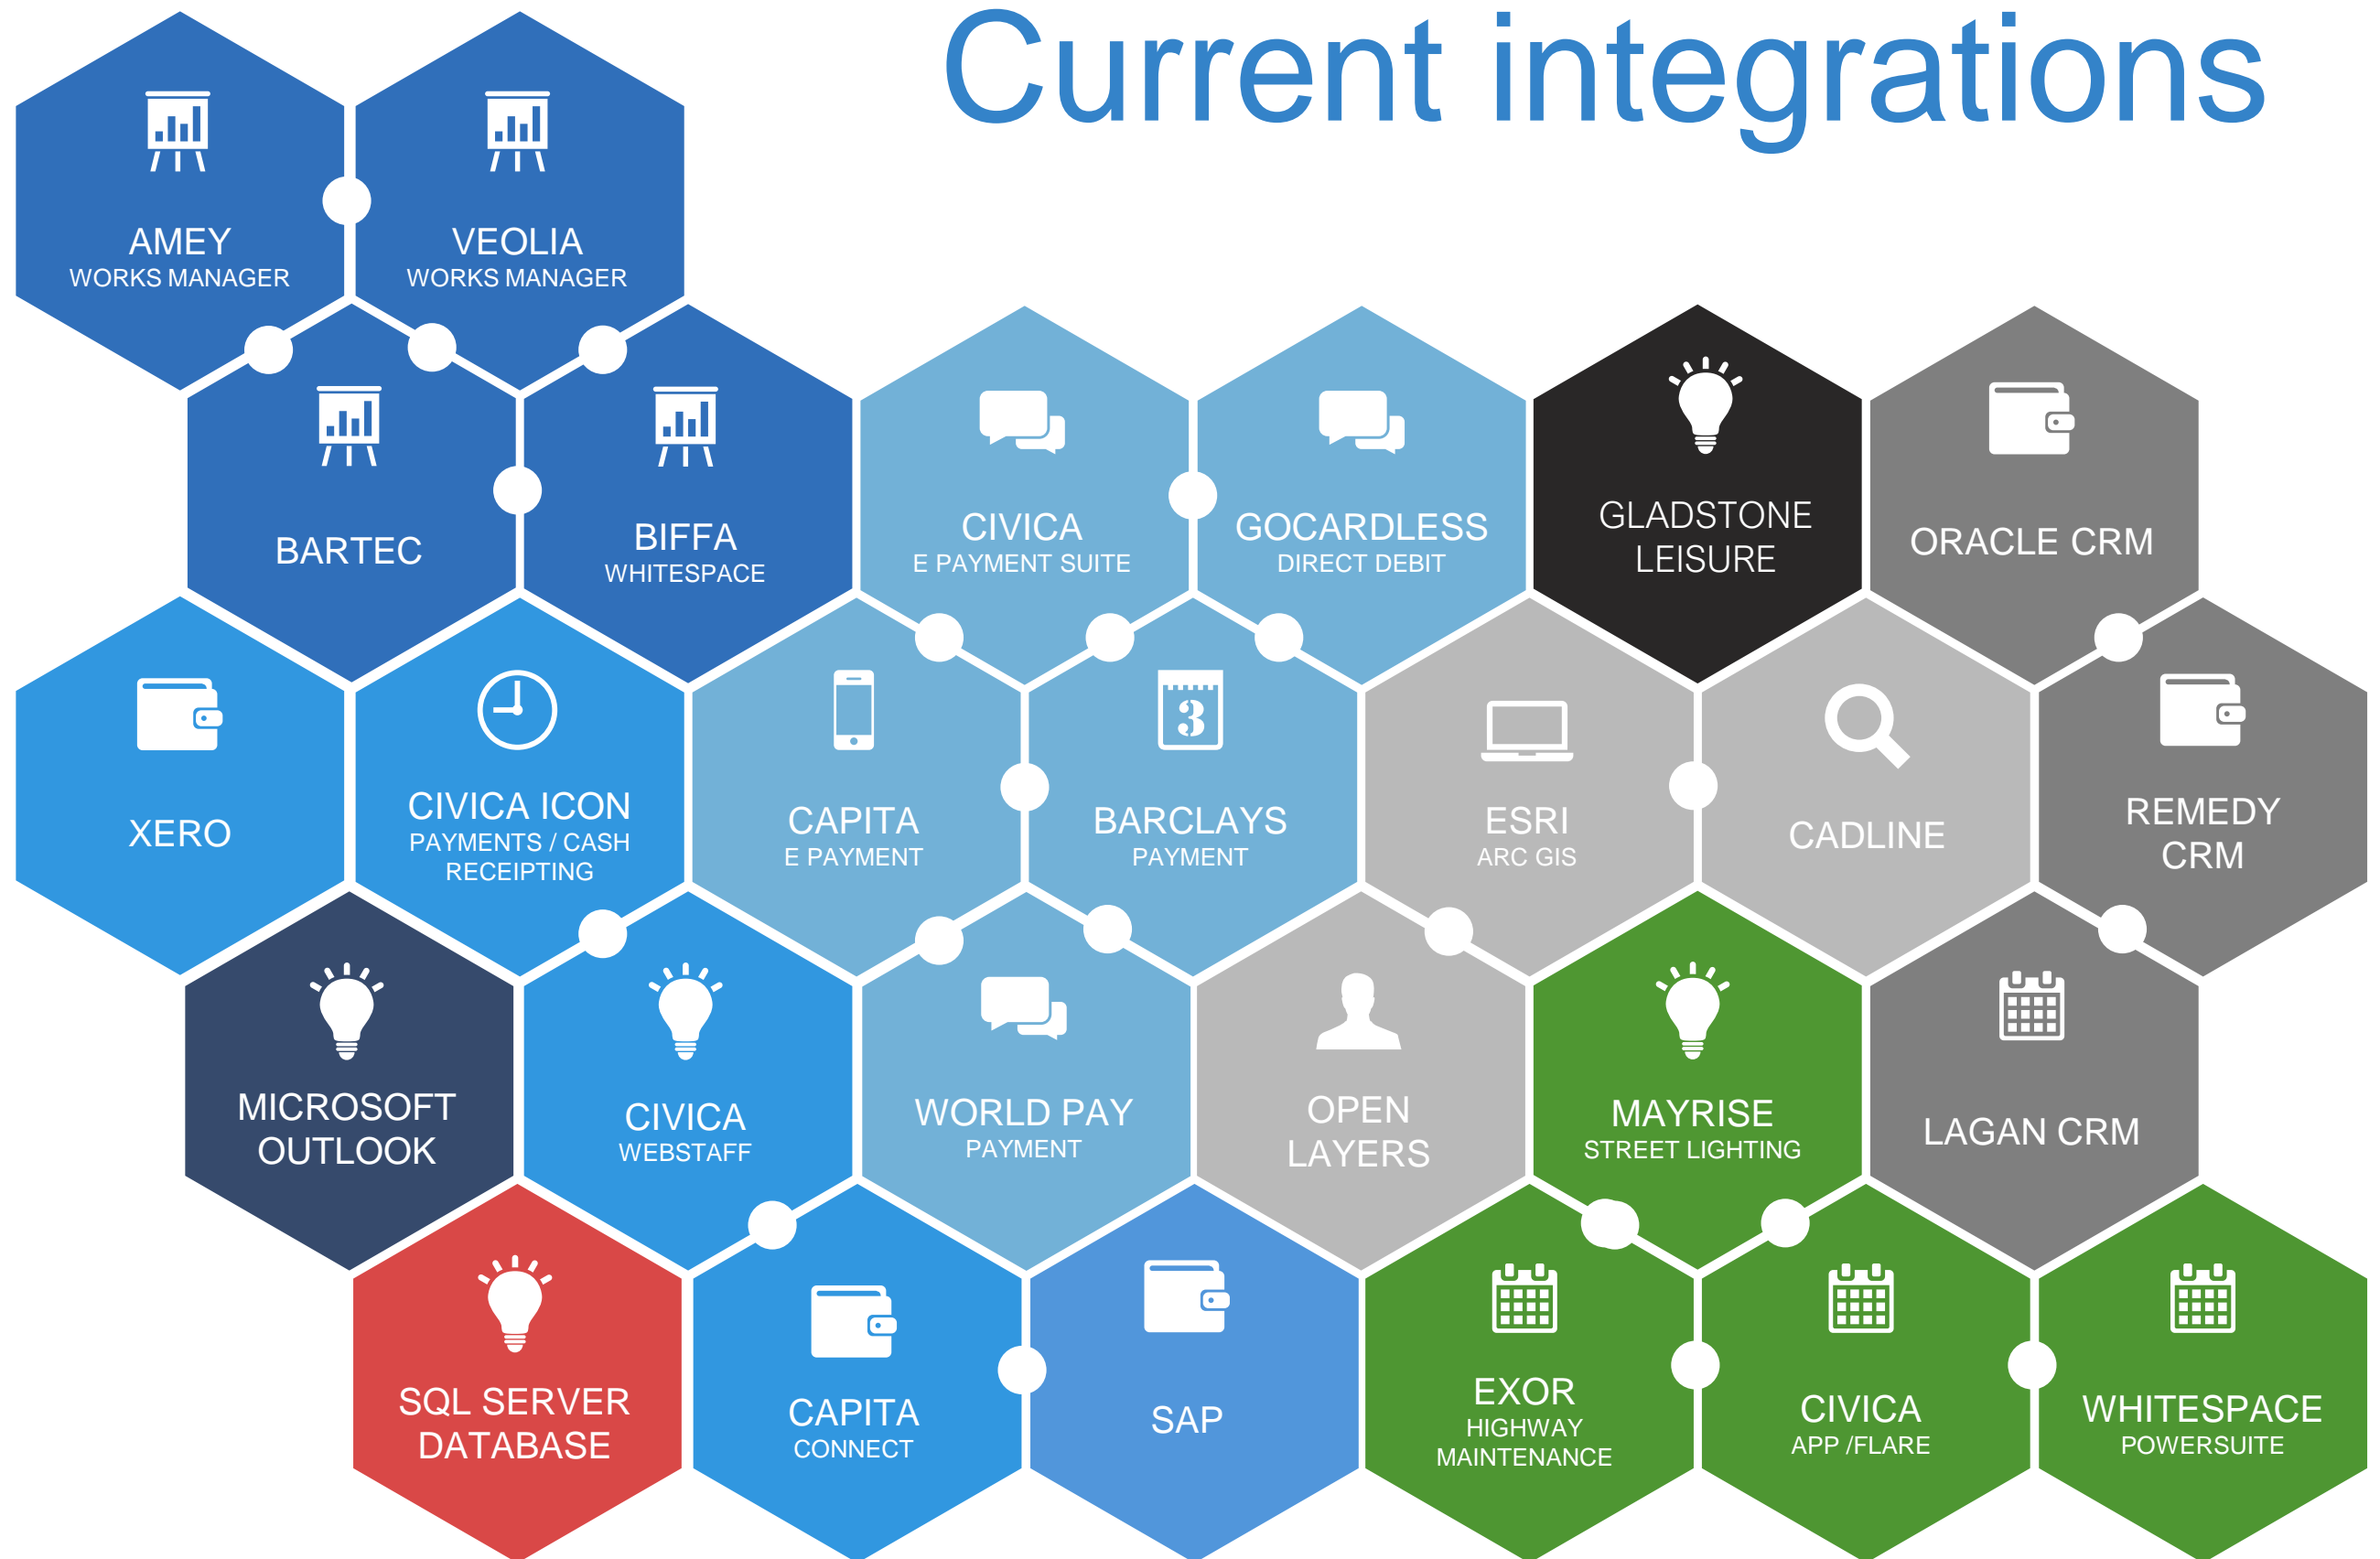 Current integrations
AMEY
WORKS MANAGER
VEOLIA
WORKS MANAGER
BARTEC
BIFFA
WHITESPACE
CIVICA
E PAYMENT SUITE
GOCARDLESS
DIRECT DEBIT
GLADSTONE
LEISURE
ORACLE CRM
XERO
CIVICA ICON
PAYMENTS / CASH
RECEIPTING
CAPITA
E PAYMENT
3
BARCLAYS
PAYMENT
ESRI
ARC GIS
CADLINE
REMEDY
CRM
MICROSOFT
OUTLOOK
CIVICA
WEBSTAFF
WORLD PAY
PAYMENT
OPEN
LAYERS
MAYRISE
STREET LIGHTING
LAGAN CRM
SQL SERVER
DATABASE
CAPITA
CONNECT
SAP
EXOR
HIGHWAY
MAINTENANCE
CIVICA
APP /FLARE
WHITESPACE
POWERSUITE